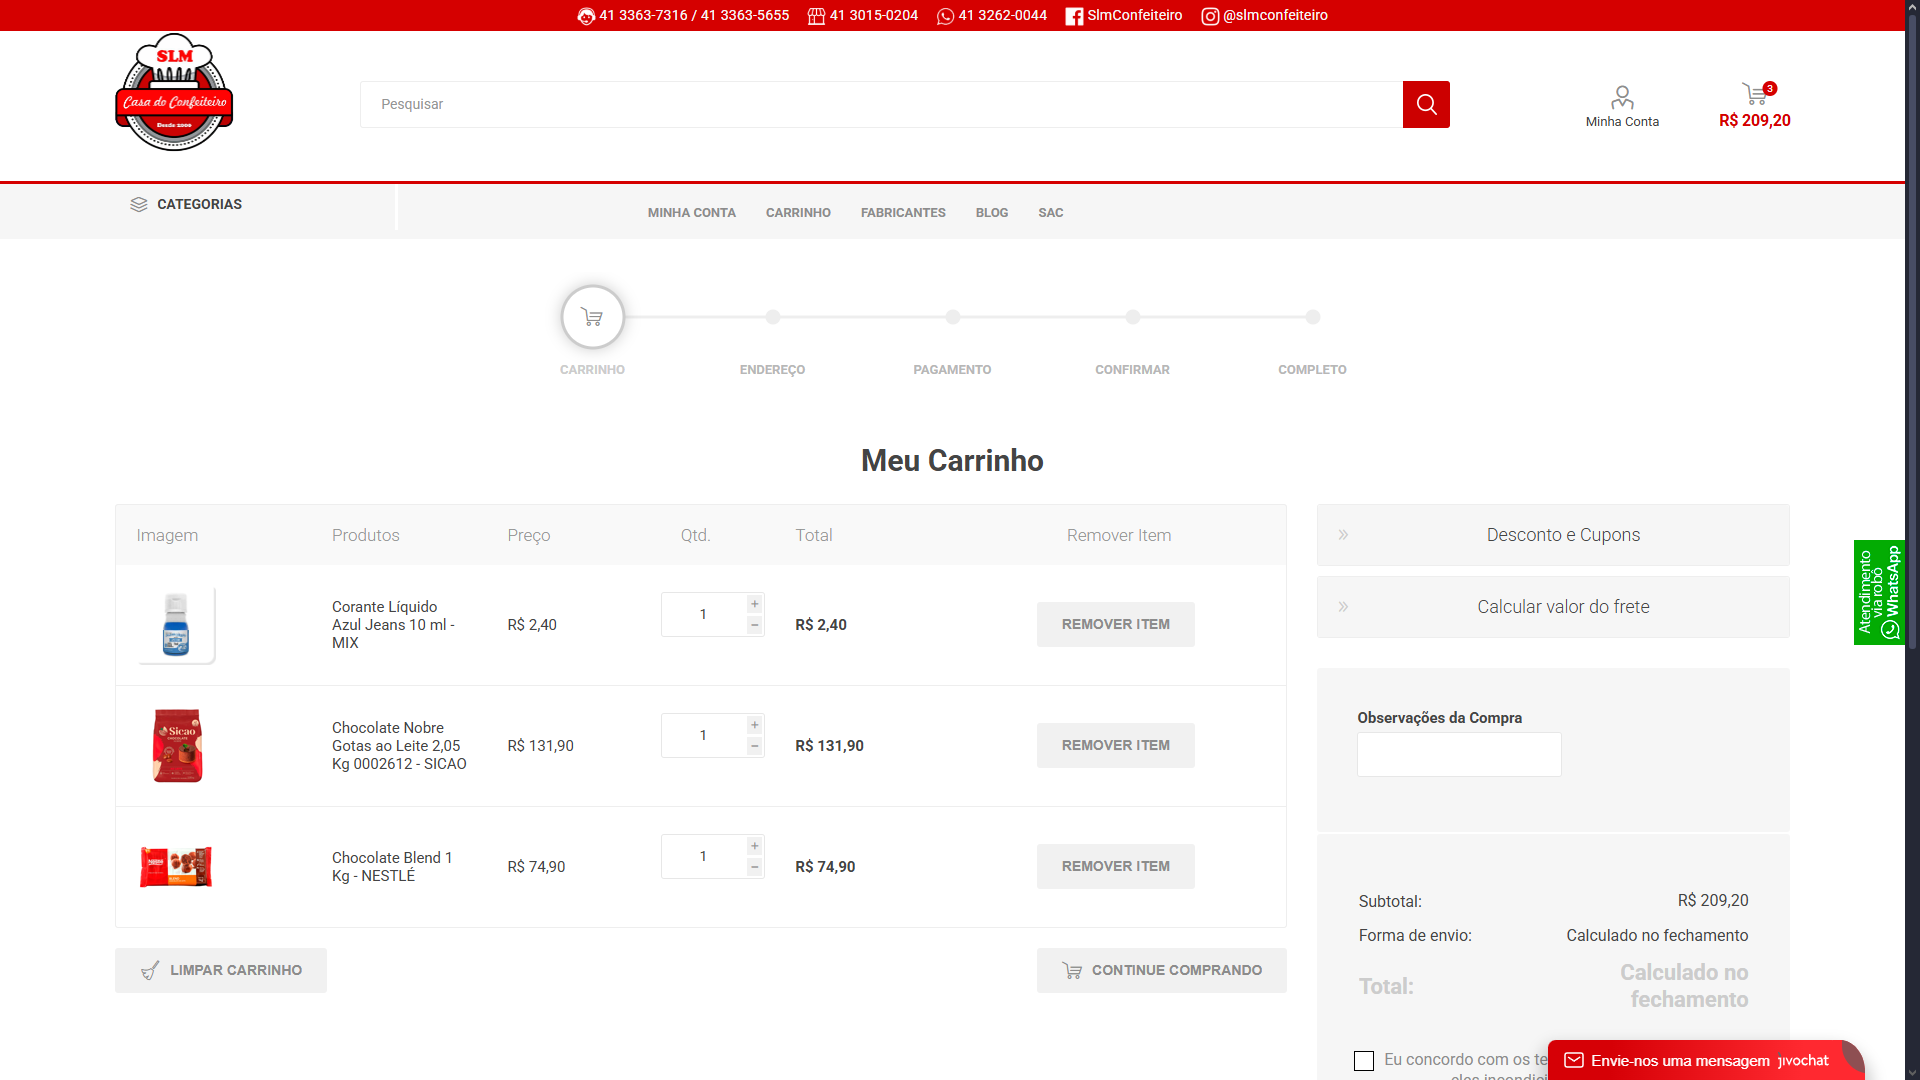 41 3363-7316 / 41 3363-5655 41 3015-0204 41 3262-0044 SlmConfeiteiro @slmconfeiteiro
SLM
Casa do Confeiteiro
Desde 2006
Pesquisar
Minha Conta
3
R$ 209,20
CATEGORIAS
MINHA CONTA CARRINHO FABRICANTES BLOG SAC
CARRINHO ENDEREÇO PAGAMENTO CONFIRMAR COMPLETO
Meu Carrinho
Imagem Produtos Preço Qtd. Total Remover Item
Corante Líquido
Azul Jeans 10 ml -
MIX
R$ 2,40 1 + − R$ 2,40 REMOVER ITEM
Sicao
Chocolate Nobre
Gotas ao Leite 2,05
Kg 0002612 - SICAO
R$ 131,90 1 + − R$ 131,90 REMOVER ITEM
Chocolate Blend 1
Kg - NESTLÉ
R$ 74,90 1 + − R$ 74,90 REMOVER ITEM
LIMPAR CARRINHO
CONTINUE COMPRANDO
» Desconto e Cupons
» Calcular valor do frete
Observações da Compra
Subtotal: R$ 209,20
Forma de envio: Calculado no fechamento
Total: Calculado no
fechamento
Eu concordo com os te
eles incondici
Atendimento
via robô
WhatsApp
Envie-nos uma mensagem jivochat